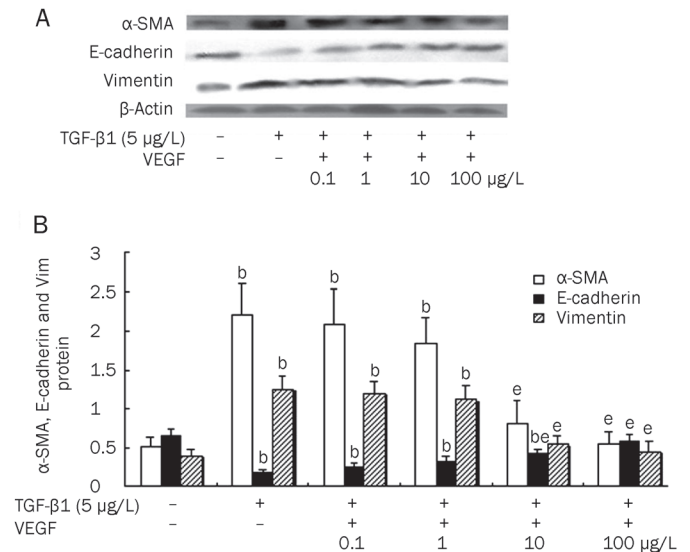 A
α-SMA
E-cadherin
Vimentin
β-Actin
TGF-β1 (5 μg/L) – + + + + +
VEGF – – + + + +
0.1 1 10 100 μg/L
B
α-SMA, E-cadherin and Vim
protein
3
2.5
2
1.5
1
0.5
0
b b b b b b b b b e be e e e e
α-SMA
E-cadherin
Vimentin
TGF-β1 (5 μg/L) – + + + + +
VEGF – – + + + +
0.1 1 10 100 μg/L